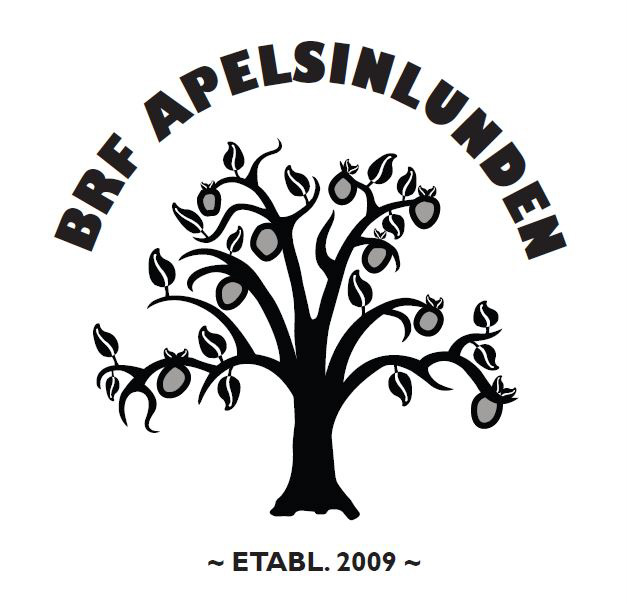 BRF APELSINLUNDEN
~ ETABL. 2009 ~